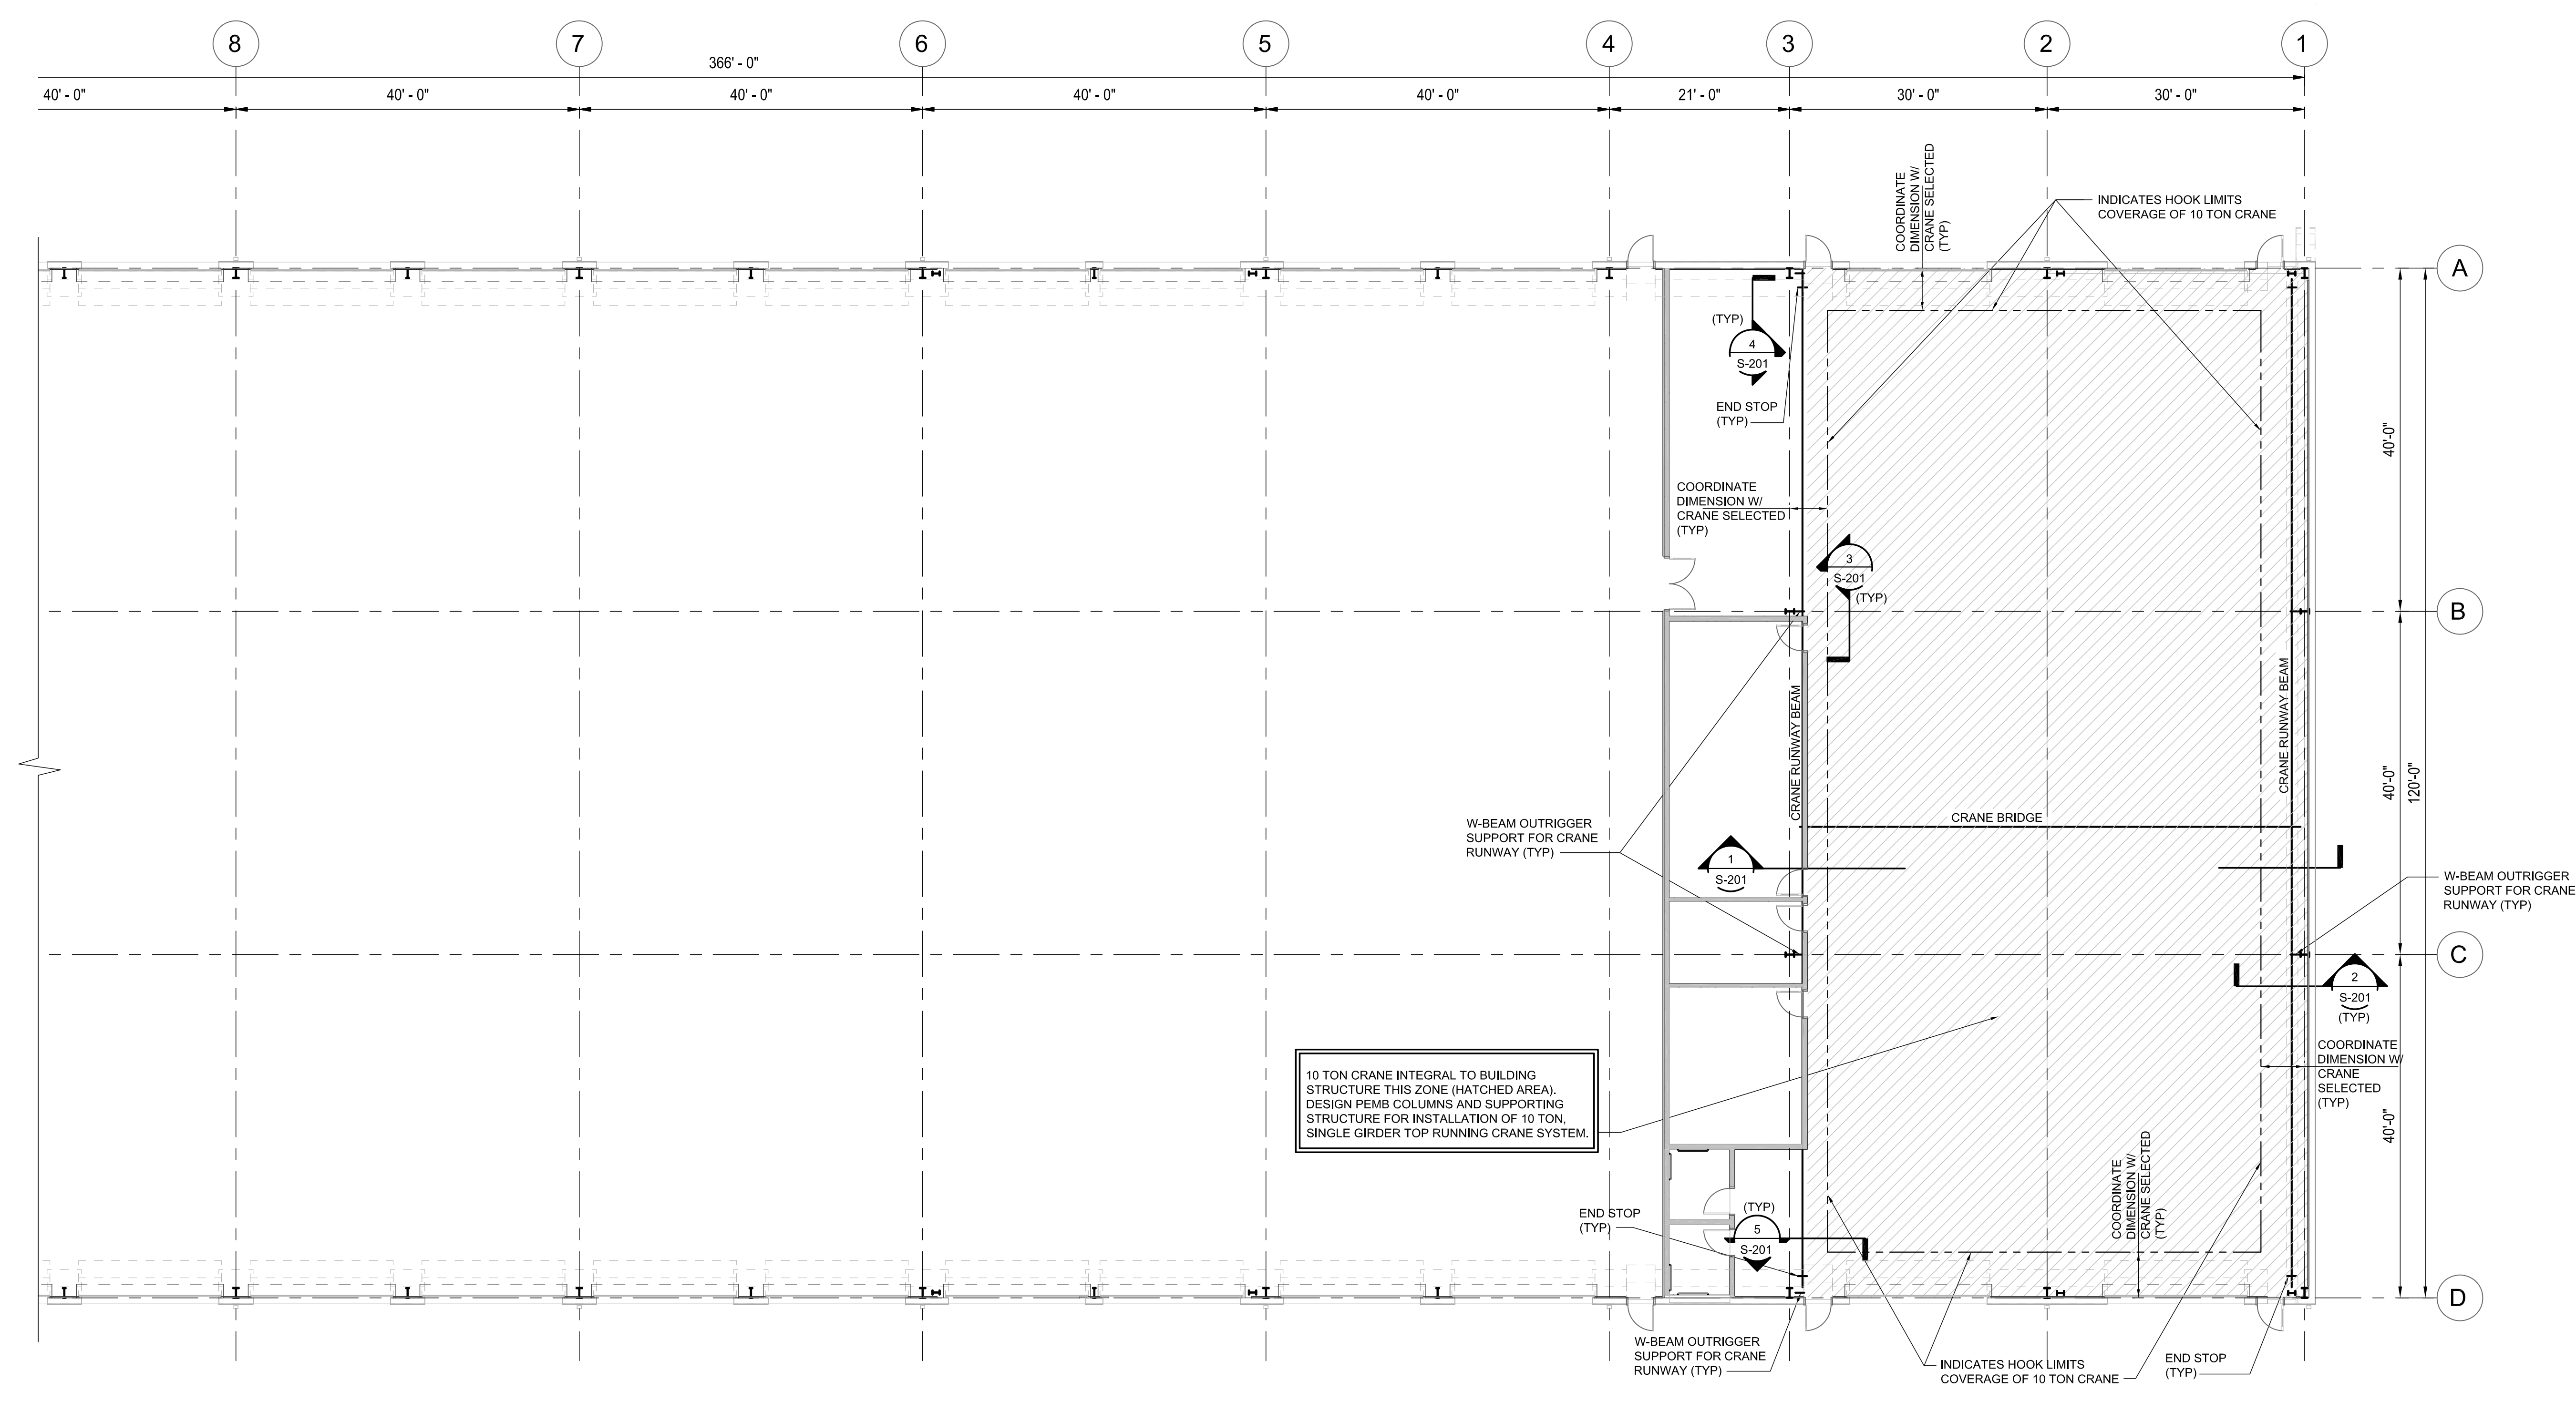 8
7
6
5
4
3
2
1
366' - 0"
40' - 0"
40' - 0"
40' - 0"
40' - 0"
40' - 0"
21' - 0"
30' - 0"
30' - 0"
COORDINATE
DIMENSION W/
CRANE SELECTED
(TYP)
INDICATES HOOK LIMITS
COVERAGE OF 10 TON CRANE
A
(TYP)
4
S-201
END STOP
(TYP)
40'-0"
COORDINATE
DIMENSION W/
CRANE SELECTED
(TYP)
3
S-201
(TYP)
B
CRANE RUNWAY BEAM
CRANE RUNWAY BEAM
40'-0"
120'-0"
W-BEAM OUTRIGGER
SUPPORT FOR CRANE
RUNWAY (TYP)
CRANE BRIDGE
1
S-201
W-BEAM OUTRIGGER
SUPPORT FOR CRANE
RUNWAY (TYP)
C
2
S-201
(TYP)
10 TON CRANE INTEGRAL TO BUILDING
STRUCTURE THIS ZONE (HATCHED AREA).
DESIGN PEMB COLUMNS AND SUPPORTING
STRUCTURE FOR INSTALLATION OF 10 TON,
SINGLE GIRDER TOP RUNNING CRANE SYSTEM.
COORDINATE
DIMENSION W/
CRANE
SELECTED
(TYP)
40'-0"
COORDINATE
DIMENSION W/
CRANE SELECTED
(TYP)
END STOP
(TYP)
(TYP)
5
S-201
D
W-BEAM OUTRIGGER
SUPPORT FOR CRANE
RUNWAY (TYP)
INDICATES HOOK LIMITS
COVERAGE OF 10 TON CRANE
END STOP
(TYP)